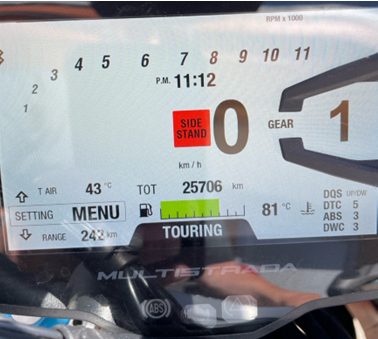 RPM x 1000
1 2 3 4 5 6 7 8 9 10 11
P.M. 11:12
SIDE
STAND
0
GEAR 1
km / h
T AIR 43 °C
TOT 25706 km
SETTING MENU
RANGE 242 km
81 °C
DQS UP/DW
DTC 5
ABS 3
DWC 3
TOURING
MULTISTRADA
ABS